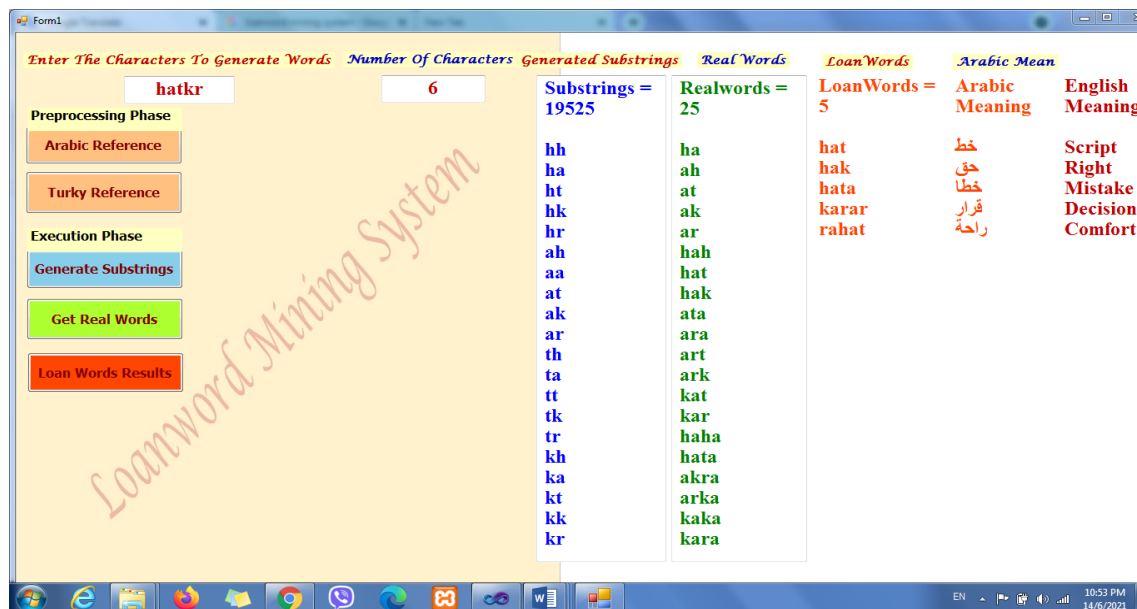 Form1
Enter The Characters To Generate Words
Number Of Characters
Generated Substrings
Real Words
LoanWords
Arabic Mean
hatkr
6
Preprocessing Phase
Arabic Reference
Turky Reference
Execution Phase
Generate Substrings
Get Real Words
Loan Words Results
Loanword Mining System
Substrings =
19525
hh
ha
ht
hk
hr
ah
aa
at
ak
ar
th
ta
tt
tk
tr
kh
ka
kt
kk
kr
Realwords =
25
ha
ah
at
ak
ar
hah
hat
hak
ata
ara
art
ark
kat
kar
haha
hata
akra
arka
kaka
kara
LoanWords =
5
hat
hak
hata
karar
rahat
Arabic
Meaning
خط
حق
خطا
قرار
راحة
English
Meaning
Script
Right
Mistake
Decision
Comfort
EN
10:53 PM
14/6/2021